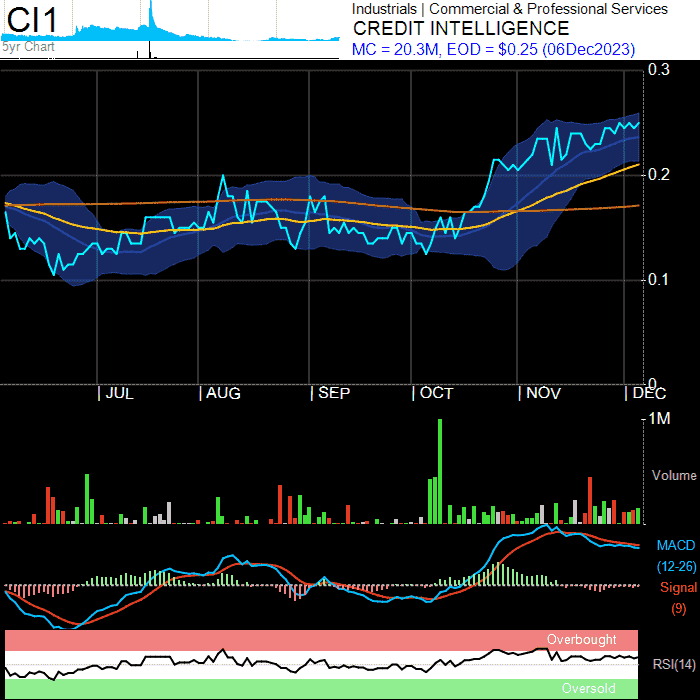 CI1
5yr Chart
Industrials | Commercial & Professional Services
CREDIT INTELLIGENCE
MC = 20.3M, EOD = $0.25 (06Dec2023)
0.3
0.2
0.1
0
| JUL | AUG | SEP | OCT | NOV | DEC
1M
Volume
MACD
(12-26)
Signal
(9)
Overbought
RSI(14)
Oversold